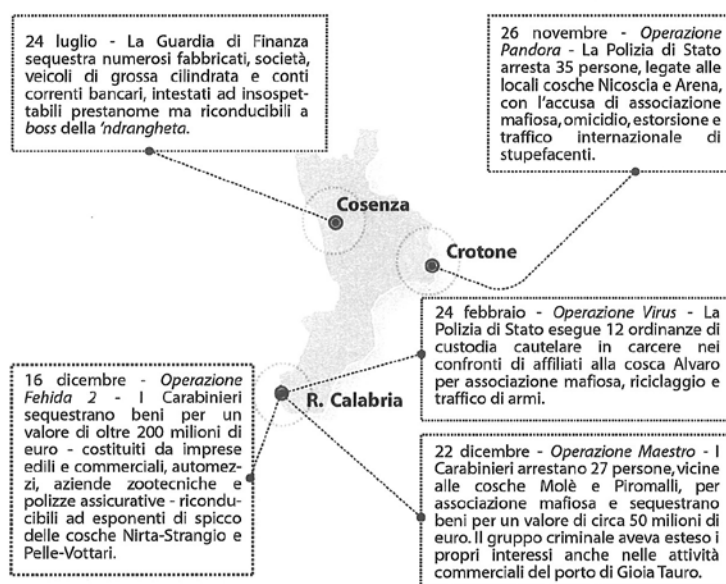 24 luglio - La Guardia di Finanza
sequestra numerosi fabbricati, società,
veicoli di grossa cilindrata e conti
correnti bancari, intestati ad insospet-
tabili prestanome ma riconducibili a
boss della 'ndrangheta.
26 novembre - Operazione
Pandora - La Polizia di Stato
arresta 35 persone, legate alle
locali cosche Nicoscia e Arena,
con l'accusa di associazione
mafiosa, omicidio, estorsione e
traffico internazionale di
stupefacenti.
Cosenza
Crotone
R. Calabria
24 febbraio - Operazione Virus - La
Polizia di Stato esegue 12 ordinanze di
custodia cautelare in carcere nei
confronti di affiliati alla cosca Alvaro
per associazione mafiosa, riciclaggio e
traffico di armi.
16 dicembre - Operazione
Fehida 2 - I Carabinieri
sequestrano beni per un
valore di oltre 200 milioni di
euro - costituiti da imprese
edili e commerciali, automez-
zi, aziende zootecniche e
polizze assicurative - ricondu-
cibili ad esponenti di spicco
delle cosche Nirta-Strangio e
Pelle-Vottari.
22 dicembre - Operazione Maestro - I
Carabinieri arrestano 27 persone, vicine
alle cosche Molè e Piromalli, per
associazione mafiosa e sequestrano
beni per un valore di circa 50 milioni di
euro. Il gruppo criminale aveva esteso i
propri interessi anche nelle attività
commerciali del porto di Gioia Tauro.